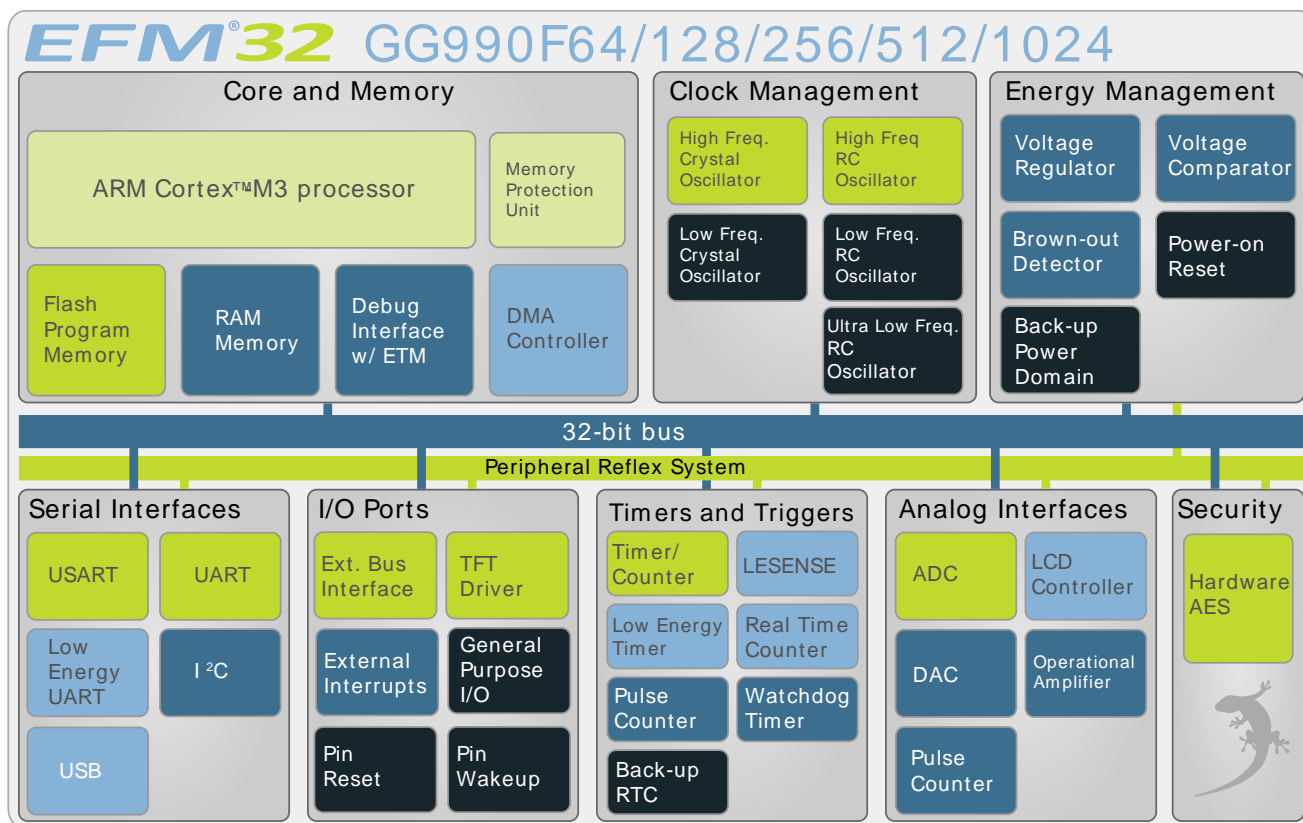 EFM®32 GG990F64/128/256/512/1024
Core and Memory
ARM Cortex™M3 processor
Memory
Protection
Unit
Flash
Program
Memory
RAM
Memory
Debug
Interface
w/ ETM
DMA
Controller
Clock Management
High Freq.
Crystal
Oscillator
High Freq
RC
Oscillator
Low Freq.
Crystal
Oscillator
Low Freq.
RC
Oscillator
Ultra Low Freq.
RC
Oscillator
Energy Management
Voltage
Regulator
Voltage
Comparator
Brown-out
Detector
Power-on
Reset
Back-up
Power
Domain
32-bit bus
Peripheral Reflex System
Serial Interfaces
USART
UART
Low
Energy
UART
I²C
USB
I/O Ports
Ext. Bus
Interface
TFT
Driver
External
Interrupts
General
Purpose
I/O
Pin
Reset
Pin
Wakeup
Timers and Triggers
Timer/
Counter
LESENSE
Low Energy
Timer
Real Time
Counter
Pulse
Counter
Watchdog
Timer
Back-up
RTC
Analog Interfaces
ADC
LCD
Controller
DAC
Operational
Amplifier
Pulse
Counter
Security
Hardware
AES